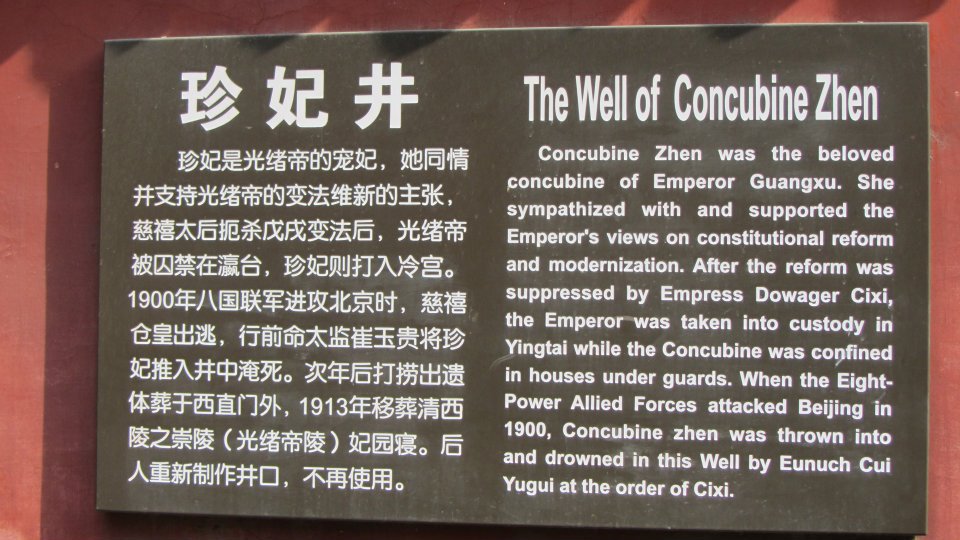 珍妃井
珍妃是光绪帝的宠妃，她同情
并支持光绪帝的变法维新的主张，
慈禧太后扼杀戊戌变法后，光绪帝
被囚禁在瀛台，珍妃则打入冷宫。
1900年八国联军进攻北京时，慈禧
仓皇出逃，行前命太监崔玉贵将珍
妃推入井中淹死。次年后打捞出遗
体葬于西直门外，1913年移葬清西
陵之崇陵（光绪帝陵）妃园寝。后
人重新制作井口，不再使用。
The Well of Concubine Zhen
Concubine Zhen was the beloved
concubine of Emperor Guangxu. She
sympathized with and supported the
Emperor's views on constitutional reform
and modernization. After the reform was
suppressed by Empress Dowager Cixi,
the Emperor was taken into custody in
Yingtai while the Concubine was confined
in houses under guards. When the Eight-
Power Allied Forces attacked Beijing in
1900, Concubine zhen was thrown into
and drowned in this Well by Eunuch Cui
Yugui at the order of Cixi.